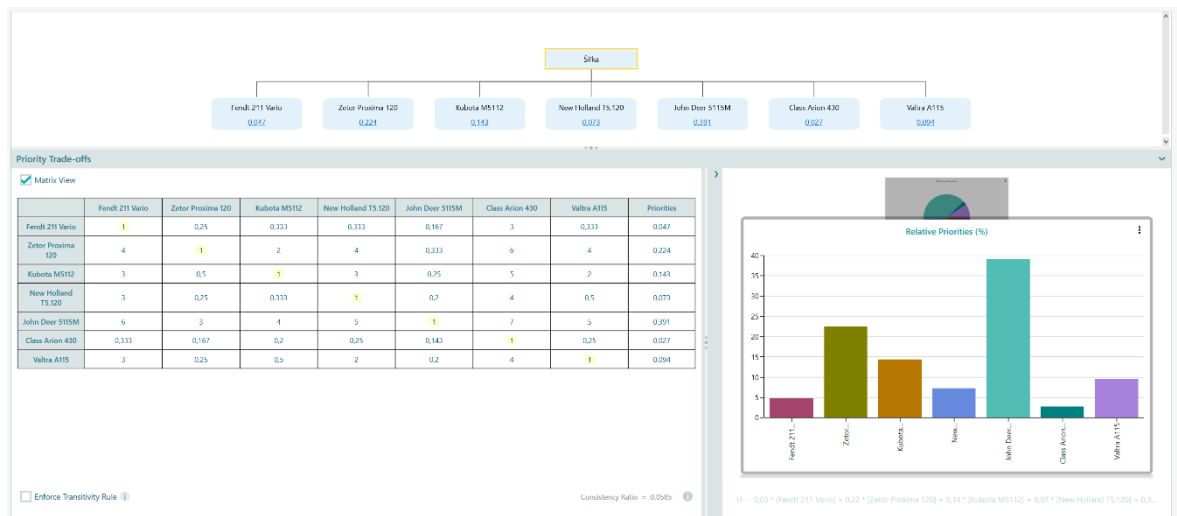 Šířka
Fendt 211 Vario
0,047
Zetor Proxima 120
0,224
Kubota M5112
0,143
New Holland T5.120
0,073
John Deer 5115M
0,391
Class Arion 430
0,027
Valtra A115
0,094
Priority Trade-offs
Matrix View
Fendt 211 Vario Zetor Proxima 120 Kubota M5112 New Holland T5.120 John Deer 5115M Class Arion 430 Valtra A115 Priorities
Fendt 211 Vario 1 0,25 0,333 0,333 0,167 3 0,333 0,047
Zetor Proxima
120 4 1 2 4 0,333 6 4 0,224
Kubota M5112 3 0,5 1 3 0,25 5 2 0,143
New Holland
T5.120 3 0,25 0,333 1 0,2 4 0,5 0,073
John Deer 5115M 6 3 4 5 1 7 5 0,391
Class Arion 430 0,333 0,167 0,2 0,25 0,143 1 0,25 0,027
Valtra A115 3 0,25 0,5 2 0,2 4 1 0,094
Enforce Transitivity Rule
Consistency Ratio = 0.0585
Relative Priorities (%)
40
35
30
25
20
15
10
5
0
Fendt 211...
Zetor...
Kubota...
New...
John Deer...
Class Arion...
Valtra A115
U = 0,05 * [Fendt 211 Vario] + 0,22 * [Zetor Proxima 120] + 0,14 * [Kubota M5112] + 0,07 * [New Holland T5.120] + 0,3...